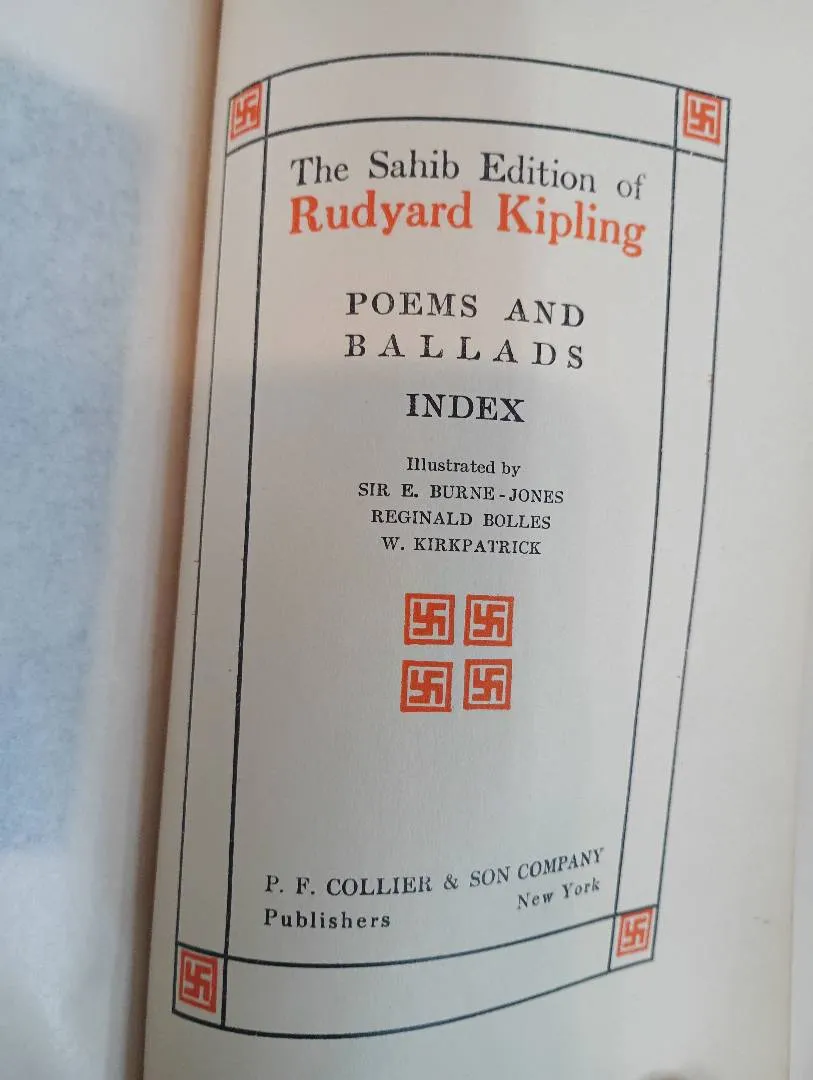 The Sahib Edition of
Rudyard Kipling
POEMS AND
BALLADS
INDEX
Illustrated by
SIR E. BURNE-JONES
REGINALD BOLLES
W. KIRKPATRICK
P. F. COLLIER & SON COMPANY
Publishers New York